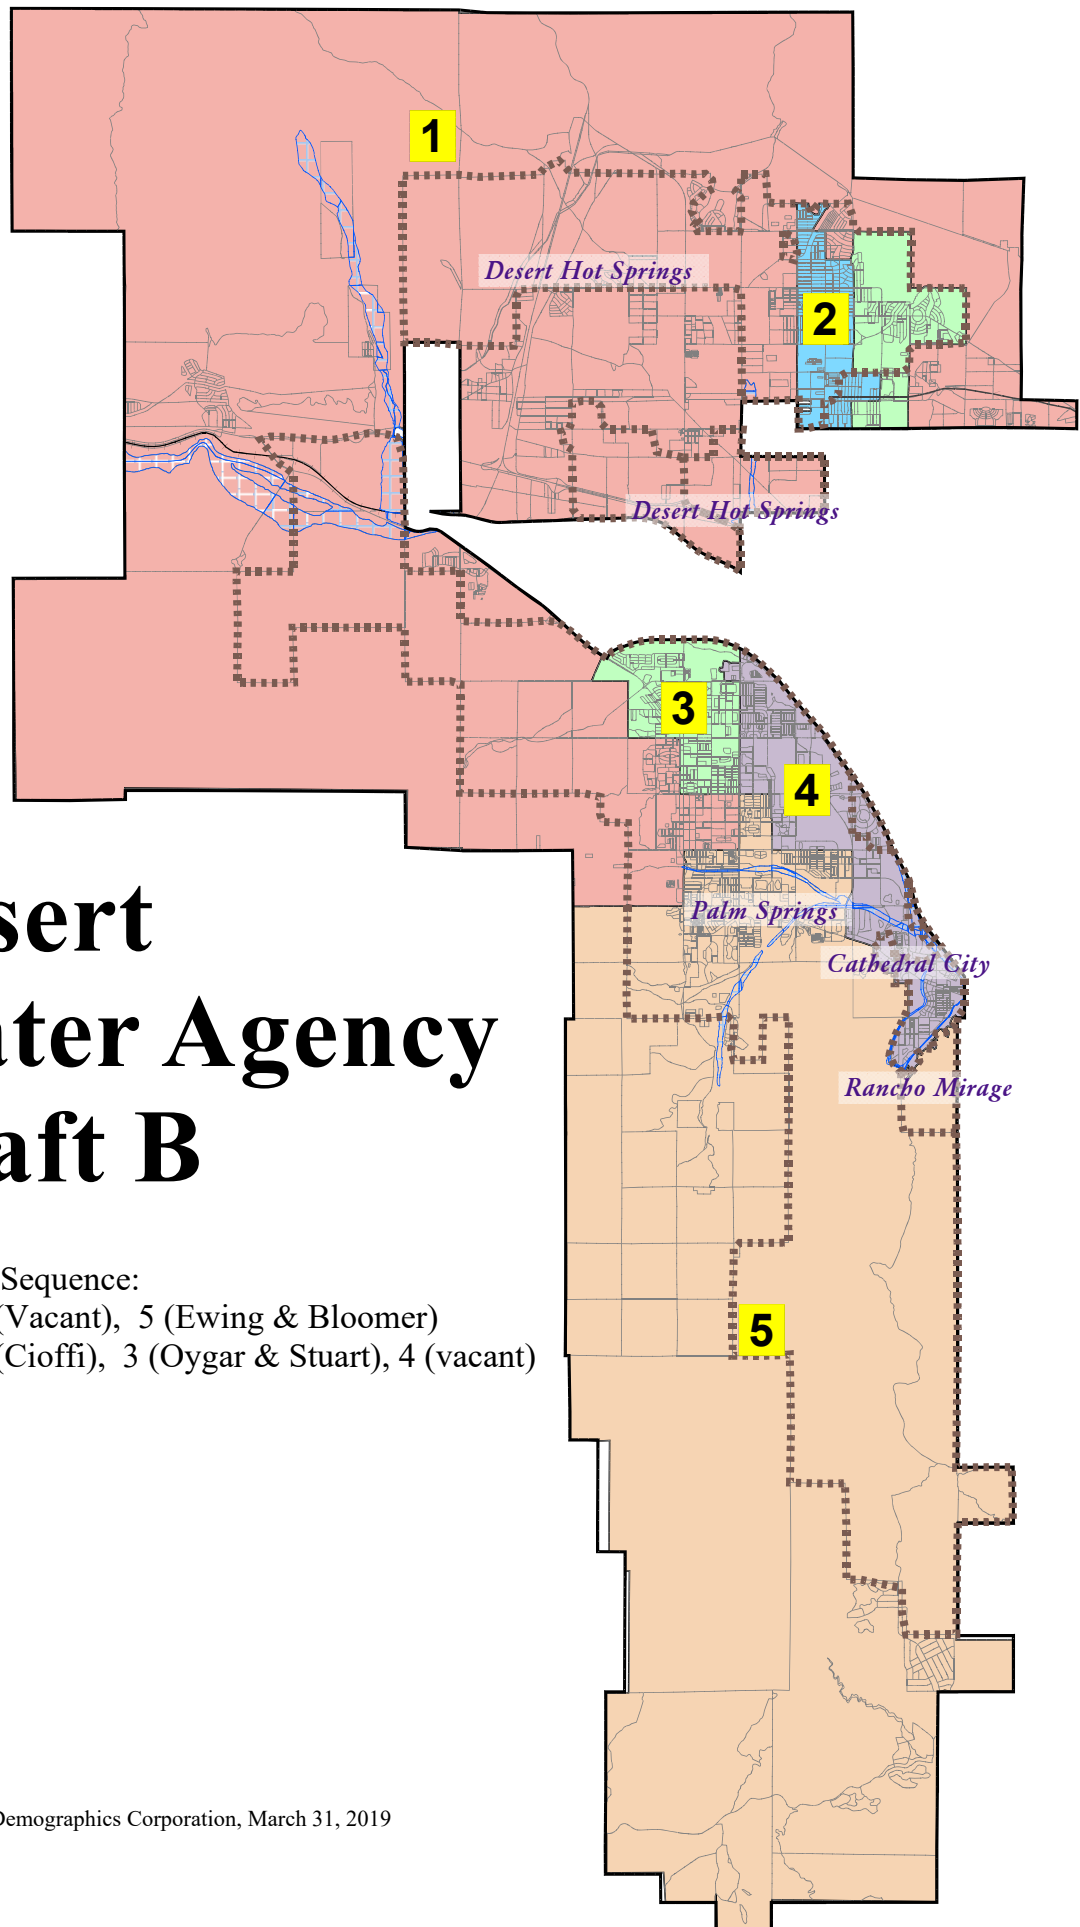 1
Desert Hot Springs
2
Desert Hot Springs
3
4
sert
Palm Springs
Cathedral City
ater Agency
Rancho Mirage
aft B
Sequence:
(Vacant), 5 (Ewing & Bloomer)
5
(Cioffi), 3 (Oygar & Stuart), 4 (vacant)
Demographics Corporation, March 31, 2019